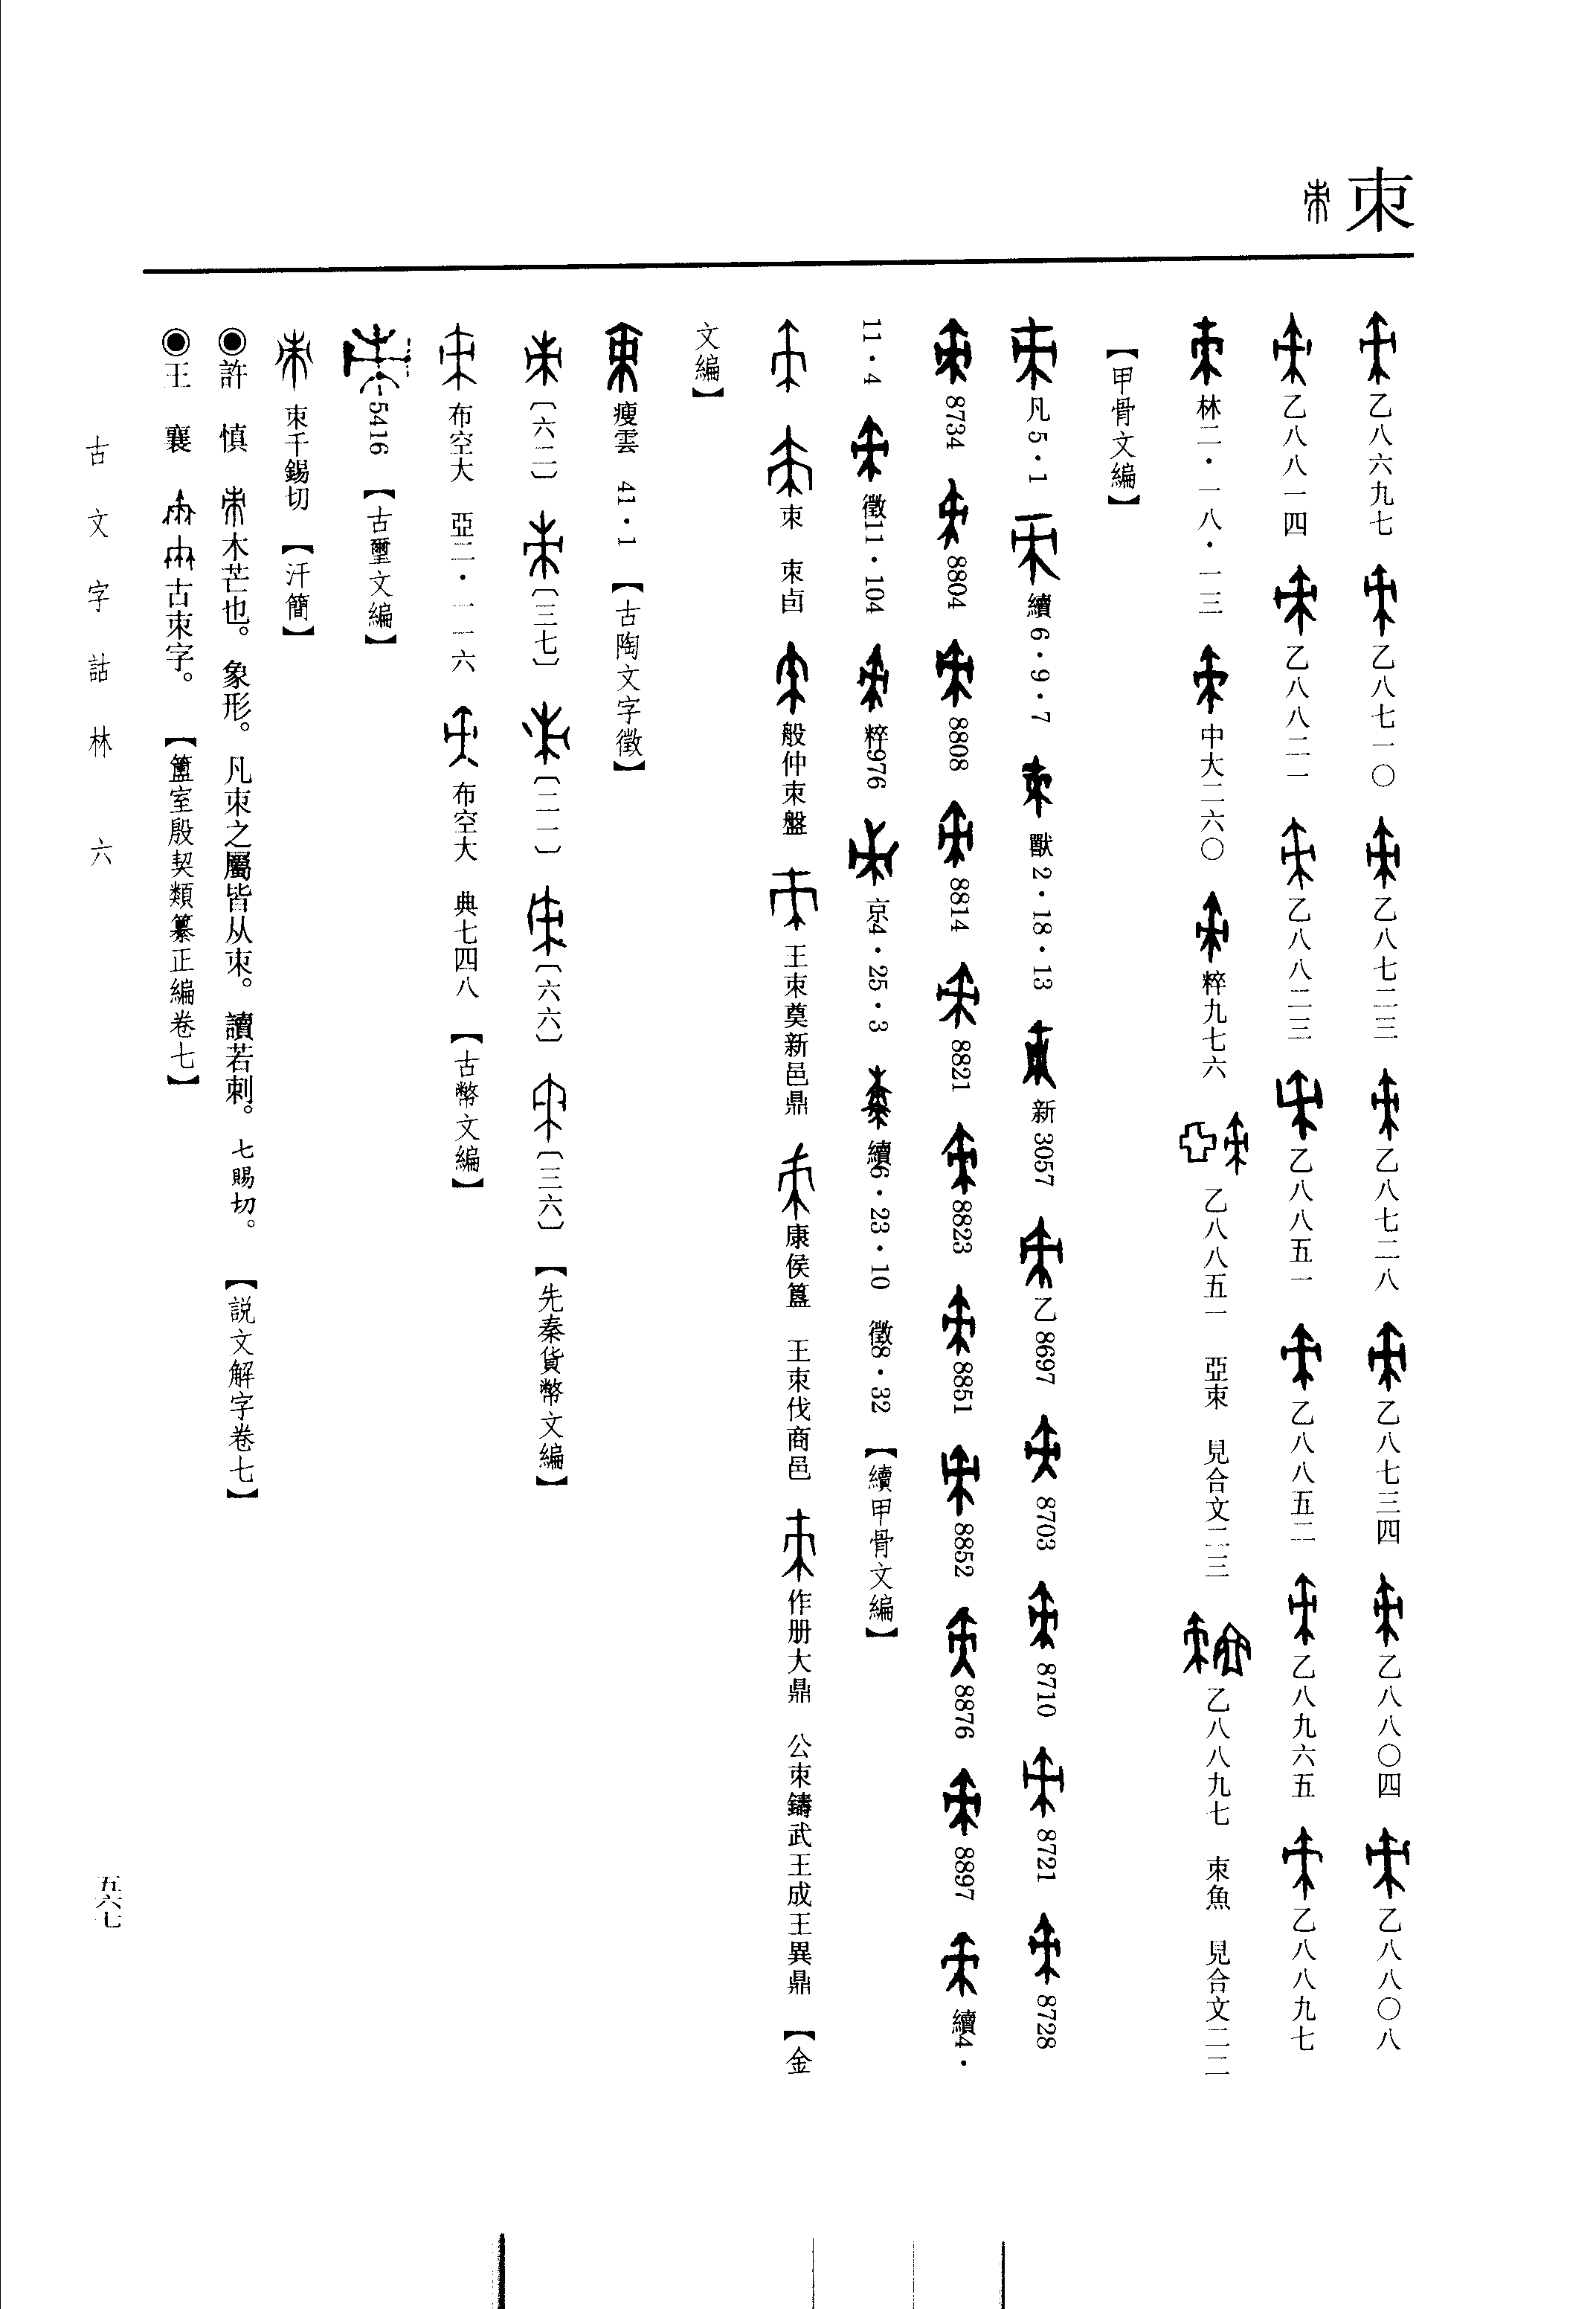 朿
乙八六九七 乙八七一〇 乙八七二三 乙八七二八 乙八七三四 乙八八〇四 乙八八〇八
乙八八一四 乙八八二一 乙八八二三 乙八八五一 乙八八五二 乙八九六五 乙八八九七
林二・一八・一三 中大二六〇 粹九七六 乙八八五一 亞朿 見合文二三 乙八八九七 朿魚 見合文二二
【甲骨文編】
凡5・1 續6・9・7 獸2・18・13 新3057 乙8697 8703 8710 8721 8728
8734 8804 8808 8814 8821 8823 8851 8852 8876 8897 續4・
11・4 徵11・104 粹976 京4・25・3 續6・23・10 徵8・32 【續甲骨文編】
朿 朿卣 般仲朿盤 王朿奠新邑鼎 康侯簋 王朿伐商邑 作册大鼎 公朿鑄武王成王異鼎 【金
文編】
瘦雲 41・1 【古陶文字徵】
〔六二〕 〔三七〕 〔二一〕 〔六六〕 〔三六〕 【先秦貨幣文編】
布空大 亞二・一一六 布空大 典七四八 【古幣文編】
5416 【古璽文編】
朿千錫切 【汗簡】
◉許 慎 木芒也。象形。凡朿之屬皆从朿。讀若刺。七賜切。 【説文解字卷七】
◉王 襄 古朿字。 【簠室殷契類纂正編卷七】
古文字詁林 六
五六七